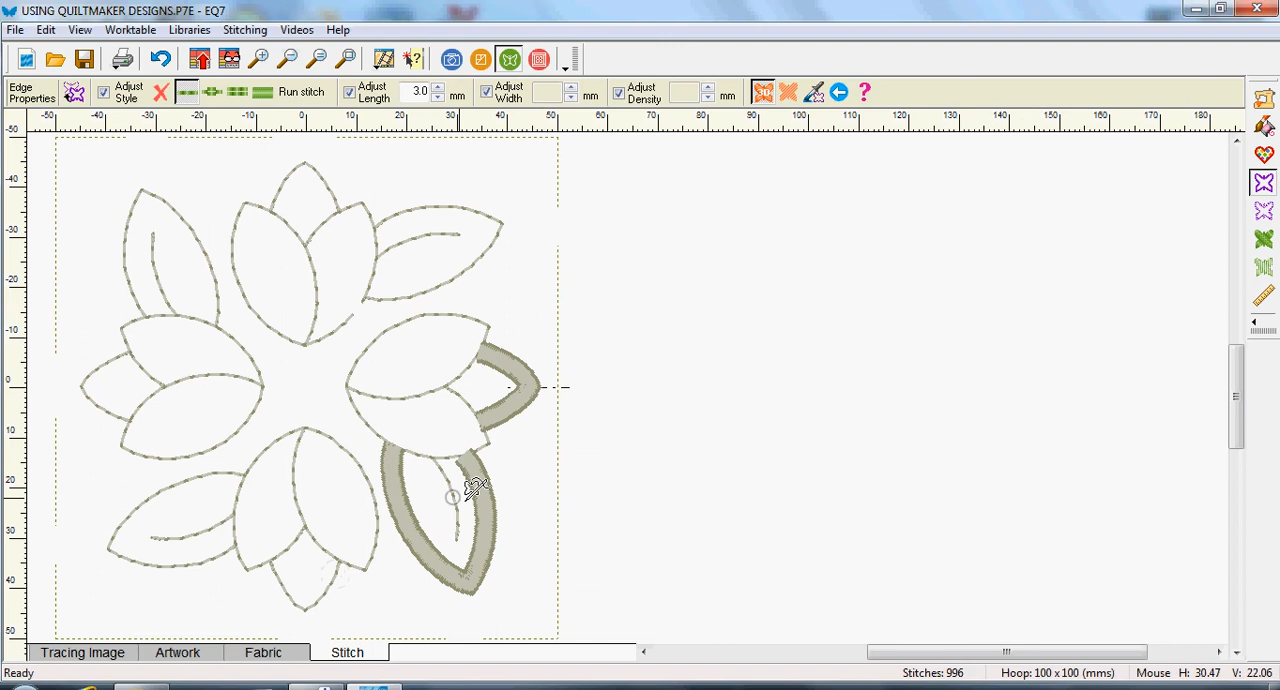 USING QUILTMAKER DESIGNS.P7E - EQ7
File Edit View Worktable Libraries Stitching Videos Help
Edge Properties Adjust Style Run stitch Adjust Length 3.0 mm Adjust Width mm Adjust Density mm 3D
-50 -40 -30 -20 -10 0 10 20 30 40 50 60 70 80 90 100 110 120 130 140 150 160 170 180
-50
-40
-30
-20
-10
0
10
20
30
40
50
Tracing Image Artwork Fabric Stitch
Ready Stitches: 996 Hoop: 100 x 100 (mms) Mouse H: 30.47 V: 22.06